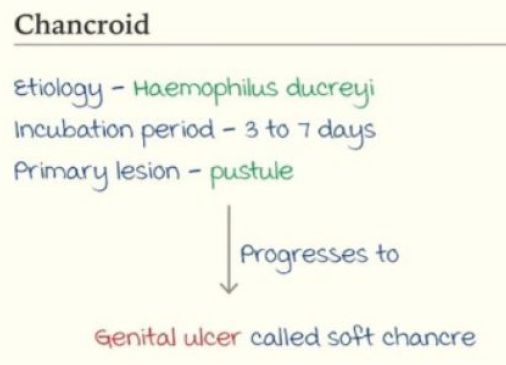 Chancroid
Etiology - Haemophilus ducreyi
Incubation period - 3 to 7 days
Primary lesion - pustule
Progresses to
Genital ulcer called soft chancre